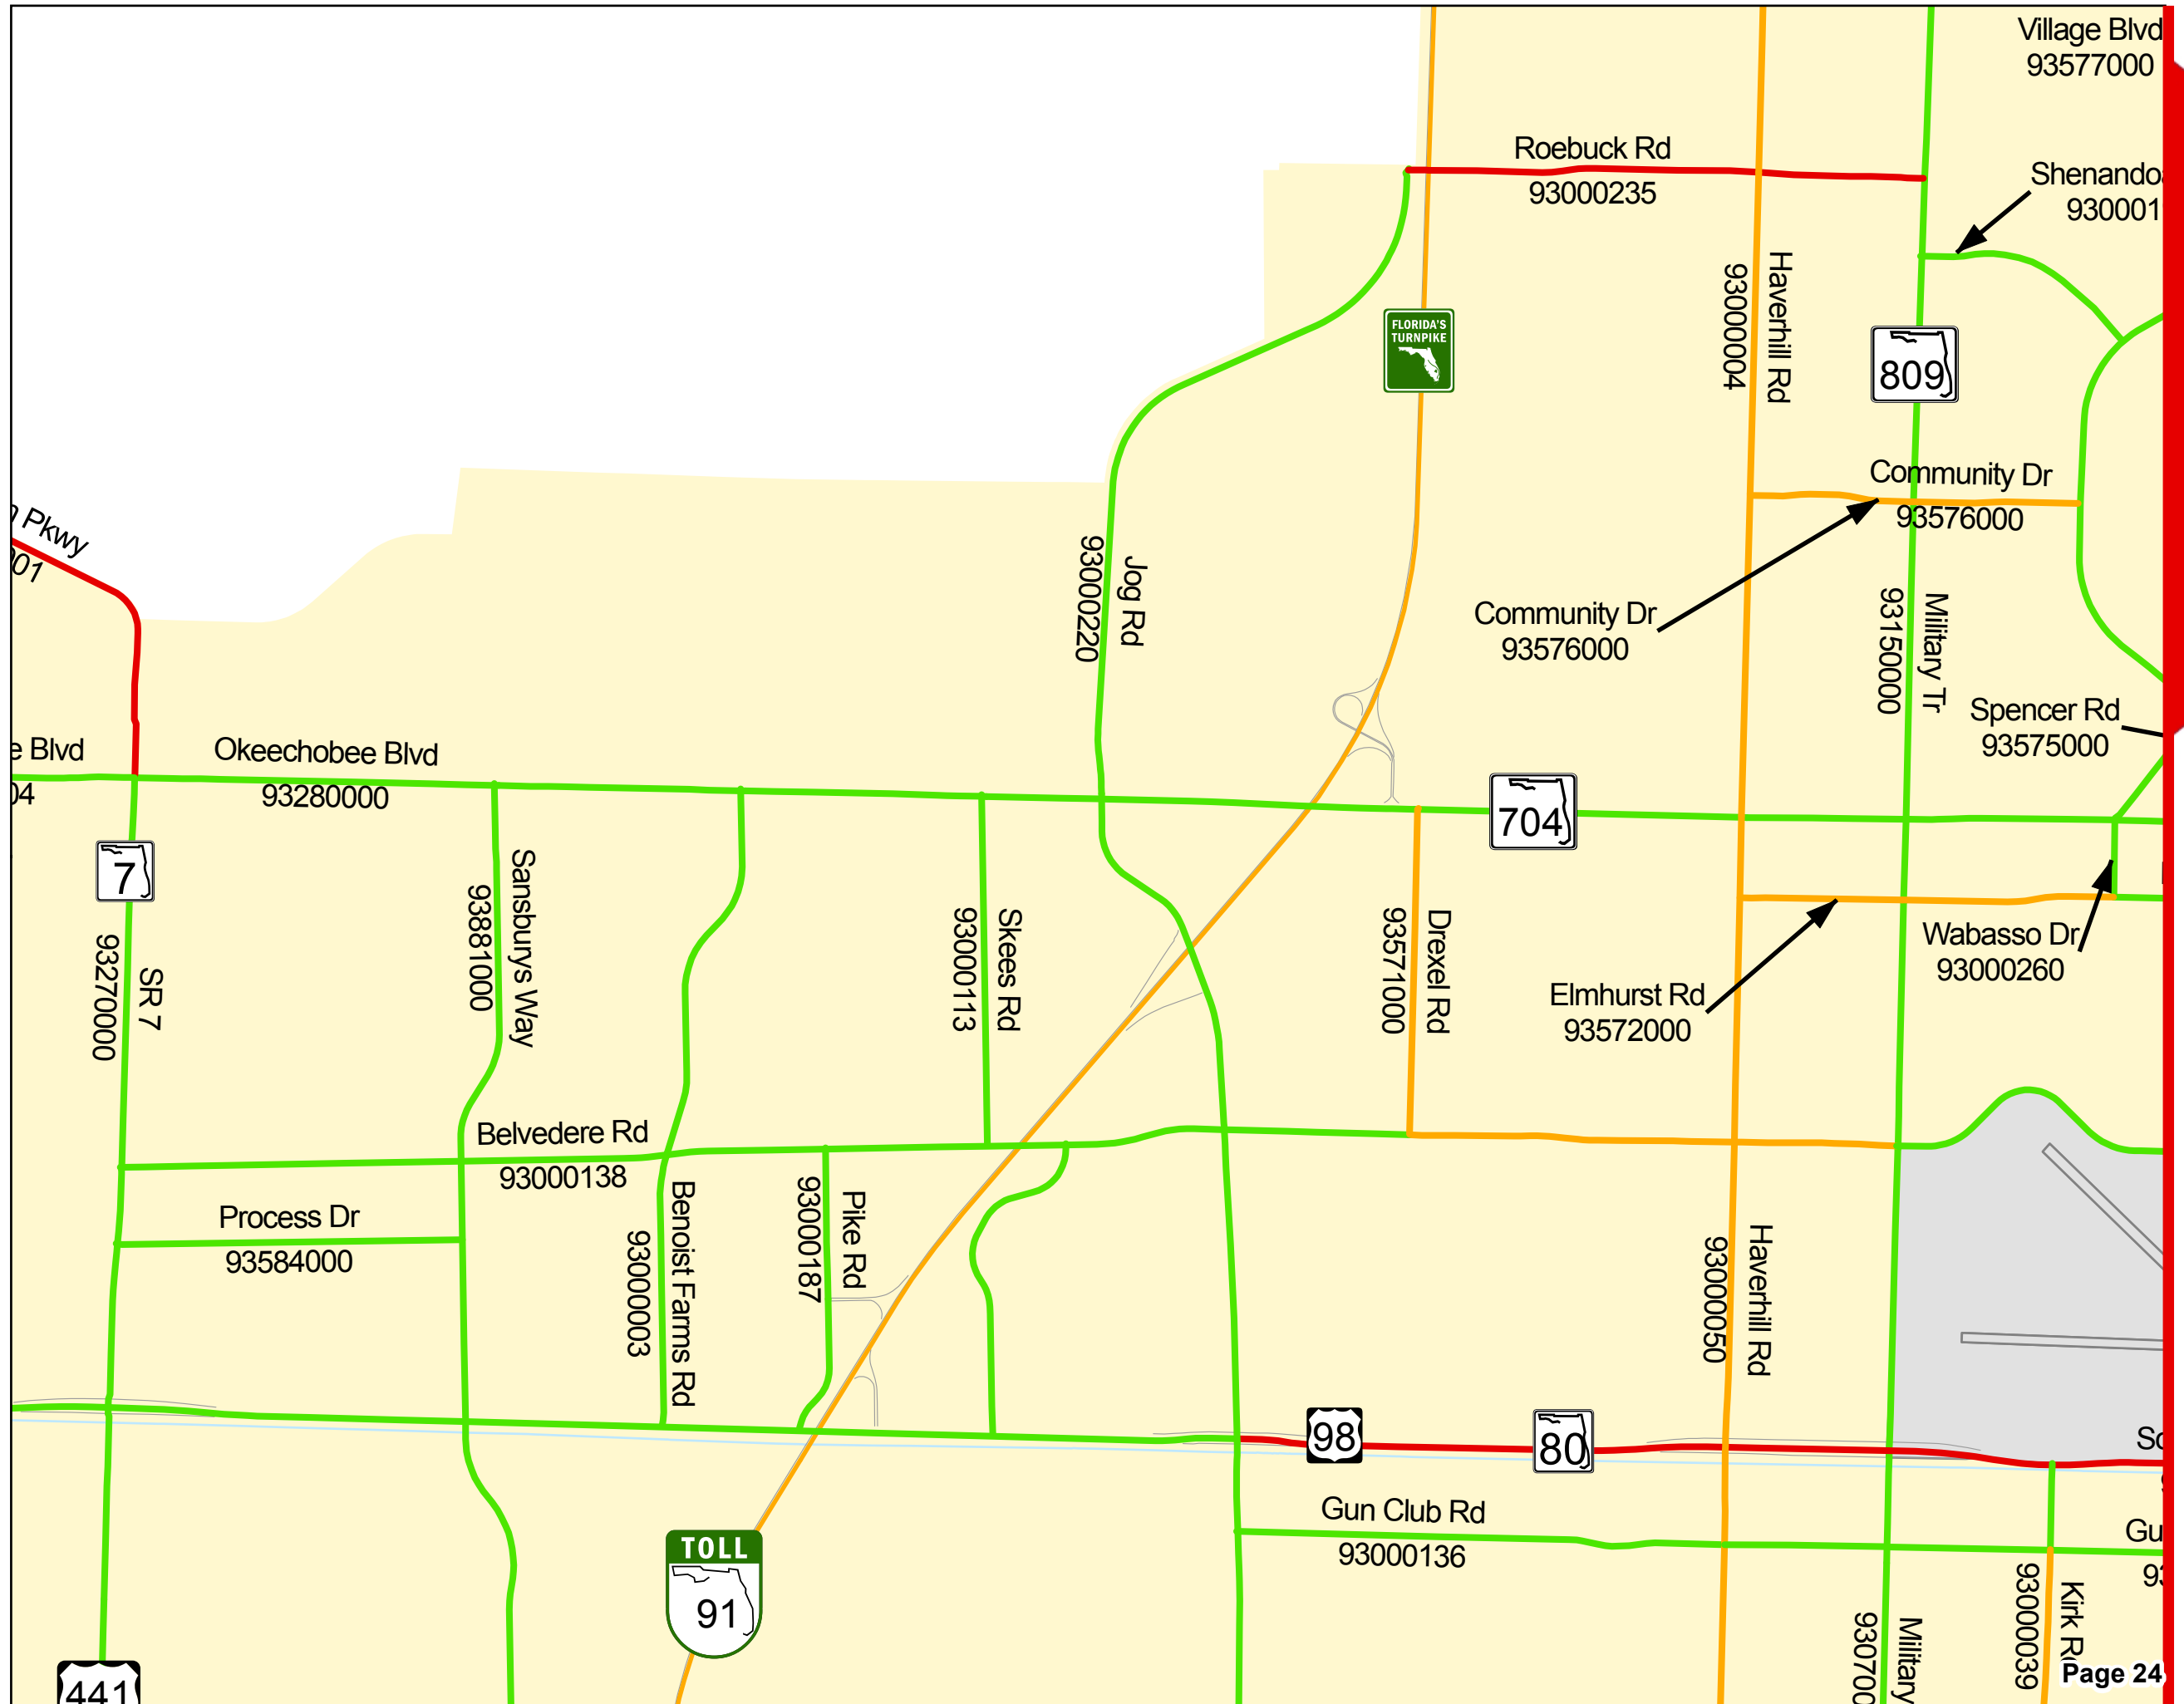 Village Blvd
93577000
Roebuck Rd
93000235
93000004
Haverhill Rd
FLORIDA'S
TURNPIKE
809
Community Dr
93576000
Pkwy
01
93000220
Jog Rd
Community Dr
93576000
93150000
Military Tr
Spencer Rd
93575000
e Blvd
04
Okeechobee Blvd
93280000
704
7
93270000
SR 7
93881000
Sansburys Way
93000113
Skees Rd
93571000
Drexel Rd
Wabasso Dr
93000260
Elmhurst Rd
93572000
Belvedere Rd
93000138
Process Dr
93584000
93000003
Benoist Farms Rd
93000187
Pike Rd
93000050
Haverhill Rd
98
80
Gun Club Rd
93000136
Gu
TOLL
91
441
930700
Military
93000039
Kirk Rd
Page 24